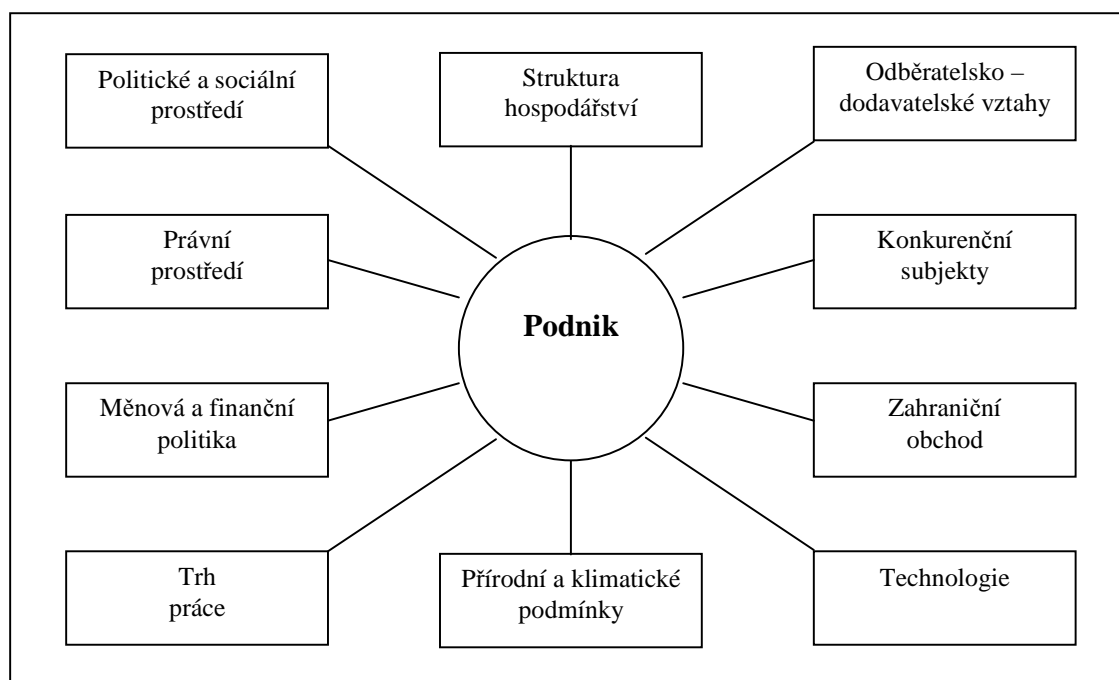 Politické a sociální
prostředí
Struktura
hospodářství
Odběratelsko –
dodavatelské vztahy
Právní
prostředí
Konkurenční
subjekty
Podnik
Měnová a finanční
politika
Zahraniční
obchod
Trh
práce
Přírodní a klimatické
podmínky
Technologie